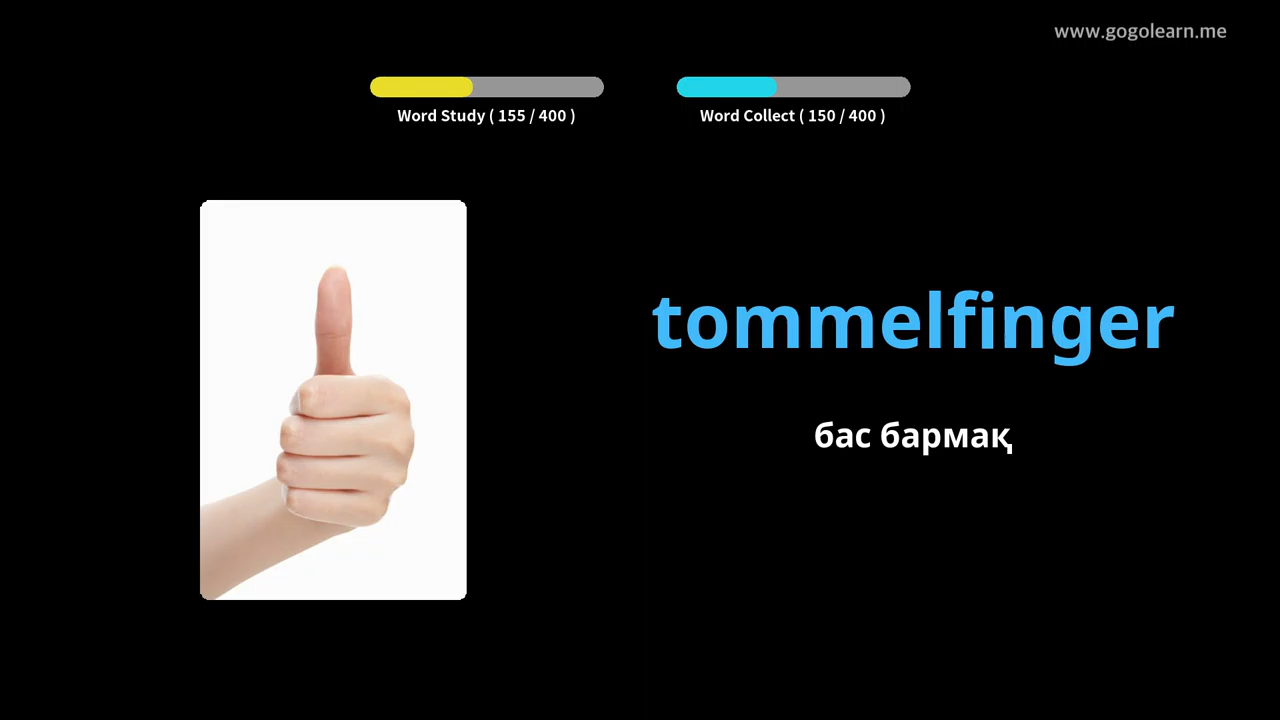 www.gogolearn.me
Word Study ( 155 / 400 )
Word Collect ( 150 / 400 )
tommelfinger
бас бармақ